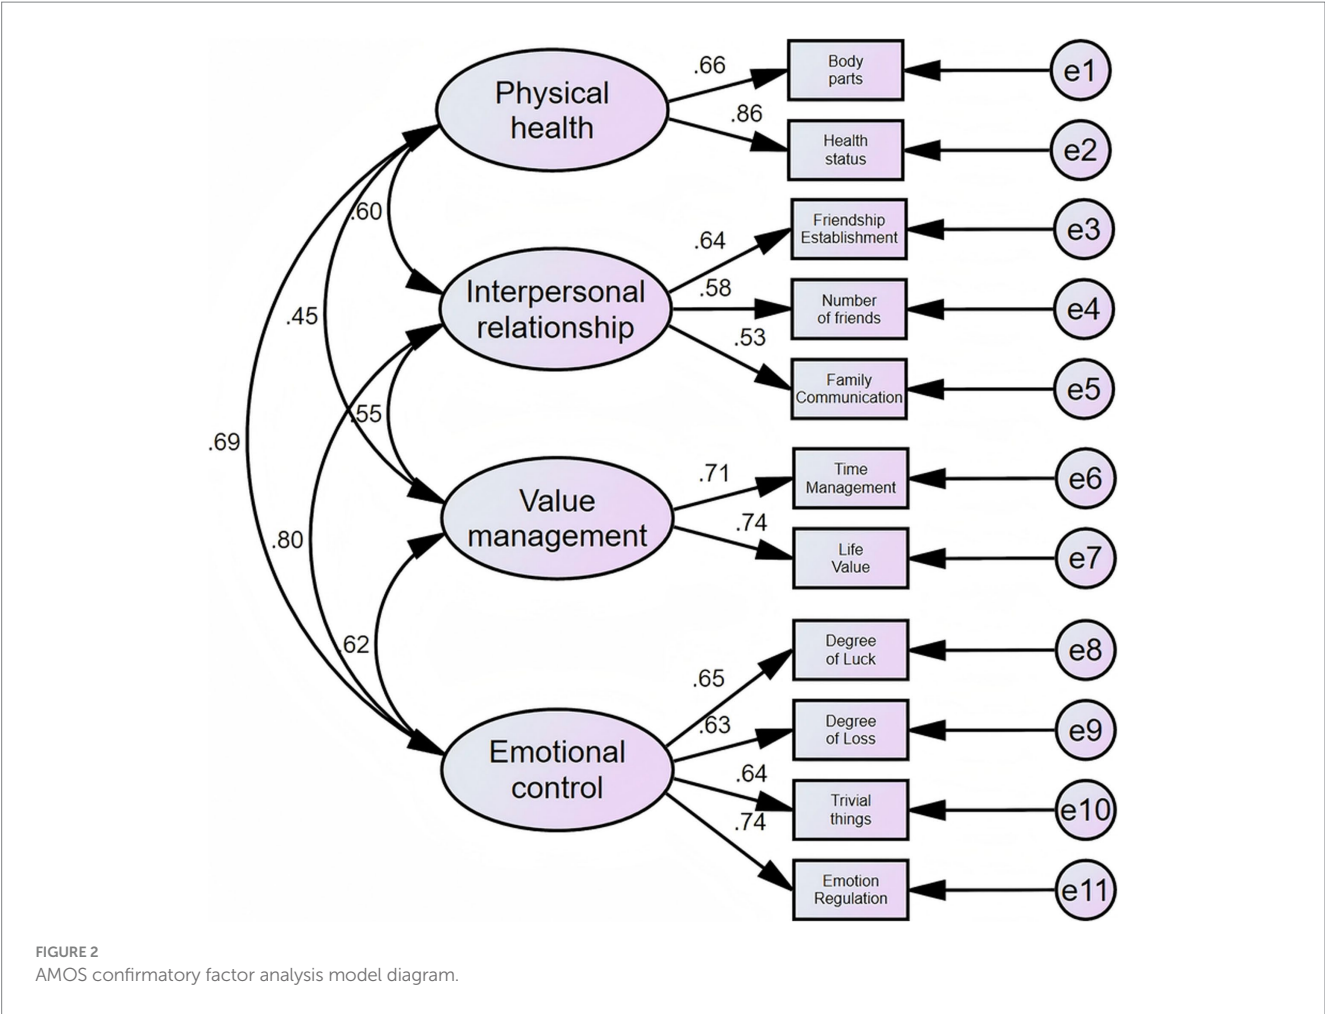 Physical
health
.66
Body
parts
e1
.86
Health
status
e2
.60
Interpersonal
relationship
.64
Friendship
Establishment
e3
.58
Number
of friends
e4
.53
Family
Communication
e5
.45
.55
.69
Value
management
.71
Time
Management
e6
.74
Life
Value
e7
.80
.62
Emotional
control
.65
Degree
of Luck
e8
.63
Degree
of Loss
e9
.64
Trivial
things
e10
.74
Emotion
Regulation
e11
FIGURE 2
AMOS confirmatory factor analysis model diagram.